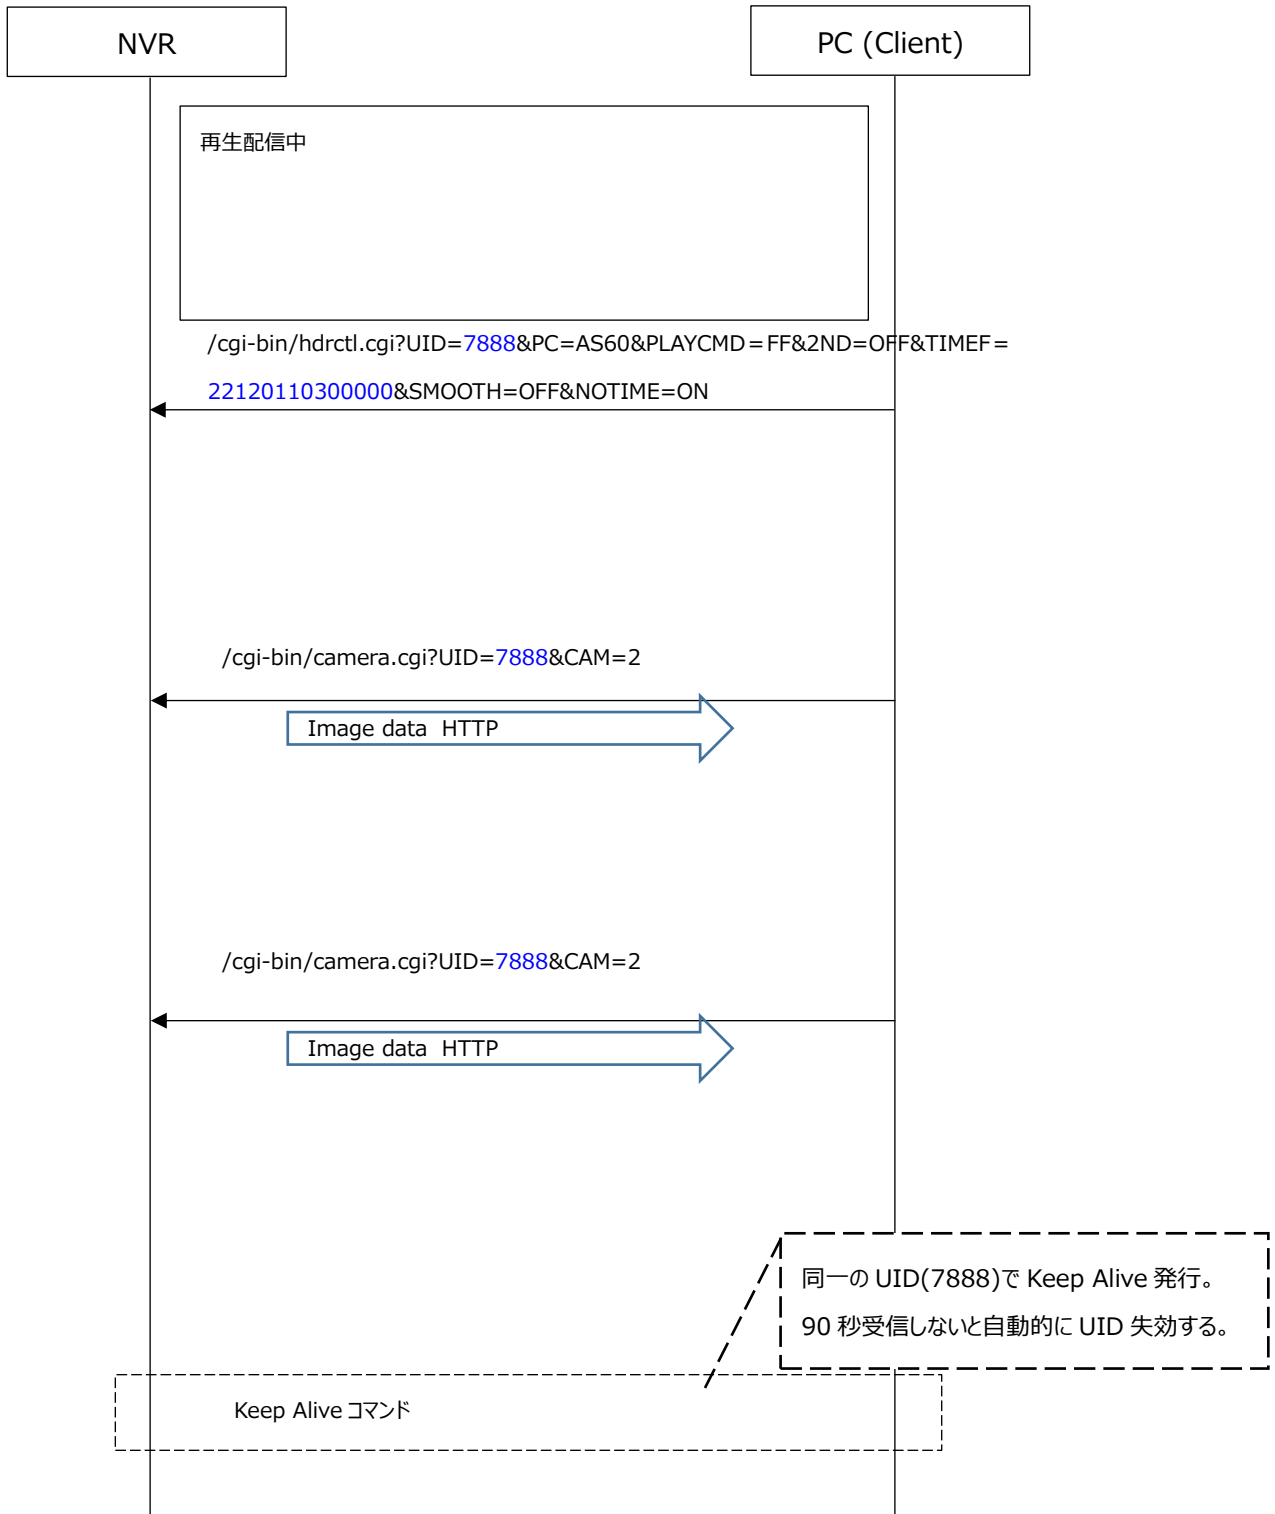 NVR
PC (Client)
再生配信中
/cgi-bin/hdrctl.cgi?UID=7888&PC=AS60&PLAYCMD=FF&2ND=OFF&TIMEF=
22120110300000&SMOOTH=OFF&NOTIME=ON
/cgi-bin/camera.cgi?UID=7888&CAM=2
Image data HTTP
/cgi-bin/camera.cgi?UID=7888&CAM=2
Image data HTTP
同一の UID(7888)で Keep Alive 発行。
90 秒受信しないと自動的に UID 失効する。
Keep Alive コマンド